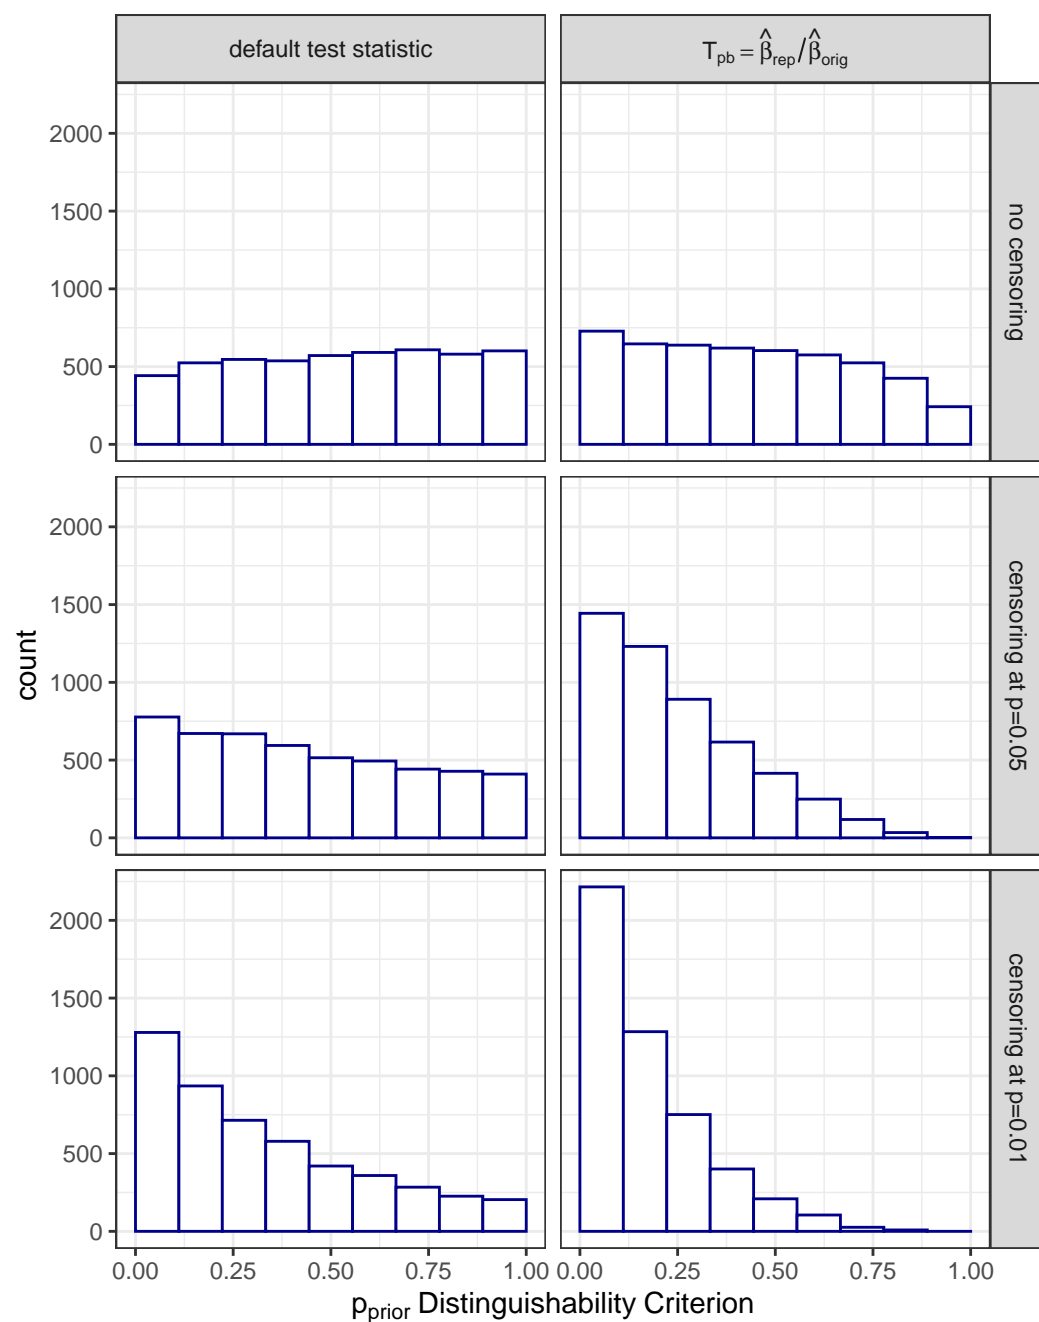 default test statistic
T_pb = β̂_rep/β̂_orig
2000
1500
1000
500
0
no censoring
2000
1500
1000
500
0
censoring at p=0.05
count
2000
1500
1000
500
0
censoring at p=0.01
0.00 0.25 0.50 0.75 1.00 0.00 0.25 0.50 0.75 1.00
p_prior Distinguishability Criterion